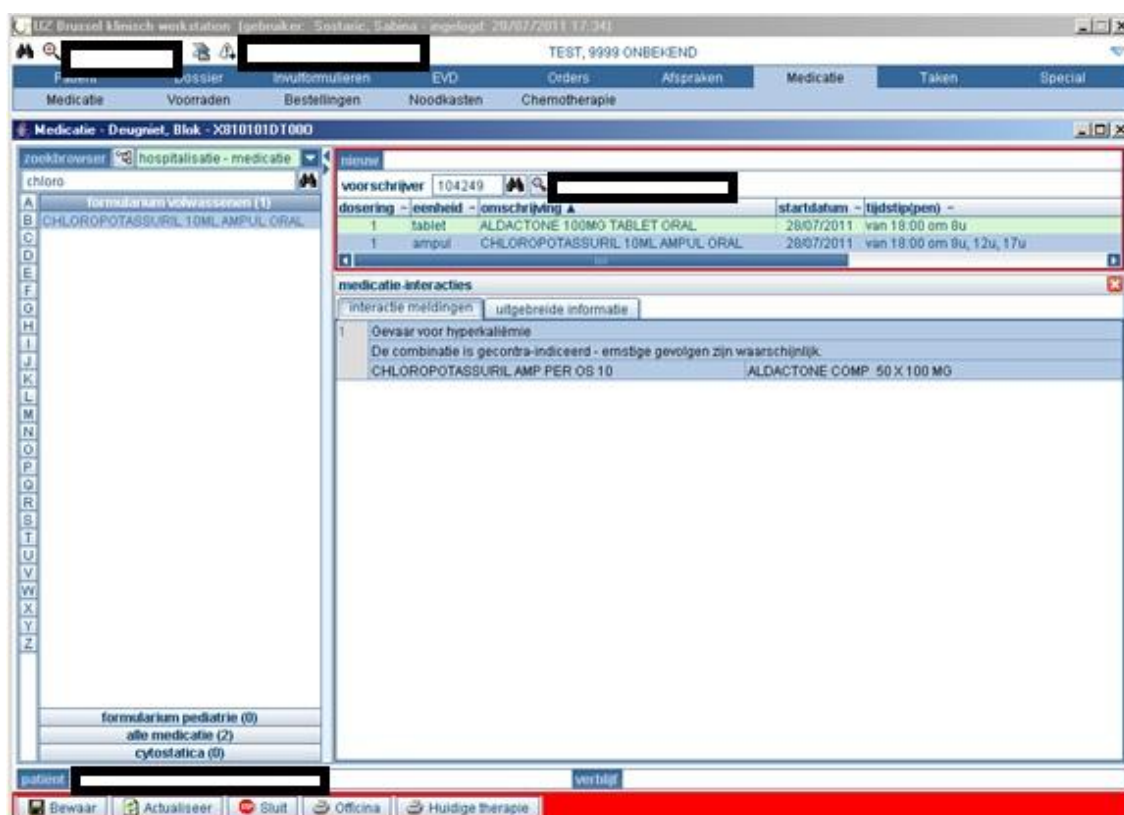 UZ Brussel klinisch werkstation [gebruiker: Sostaric, Sabina - ingelogd: 28/07/2011 17:34]
TEST, 9999 ONBEKEND
Patient Dossier Invulformulieren EVD Orders Afspraken Medicatie Taken Special
Medicatie Voorraden Bestellingen Noodkasten Chemotherapie
Medicatie - Deugniet, Blok - X810101DT000
zoekbrowser hospitalisatie - medicatie
chloro
formularium volwassenen (1)
CHLOROPOTASSURIL 10ML AMPUL ORAL
A
B
C
D
E
F
G
H
I
J
K
L
M
N
O
P
Q
R
S
T
U
V
W
X
Y
Z
formularium pediatrie (0)
alle medicatie (2)
cytostatica (0)
nieuw
voorschrijver 104249
dosering - eenheid - omschrijving ▲ startdatum - tijdstip(pen) -
1 tablet ALDACTONE 100MG TABLET ORAL 28/07/2011 van 18:00 om 8u
1 ampul CHLOROPOTASSURIL 10ML AMPUL ORAL 28/07/2011 van 18:00 om 8u, 12u, 17u
medicatie-interacties
interactie meldingen uitgebreide informatie
1 Gevaar voor hyperkaliëmie
De combinatie is gecontra-indiceerd - ernstige gevolgen zijn waarschijnlijk.
CHLOROPOTASSURIL AMP PER OS 10 ALDACTONE COMP 50 X 100 MG
patient verblijf
Bewaar Actualiseer Sluit Officina Huidige therapie